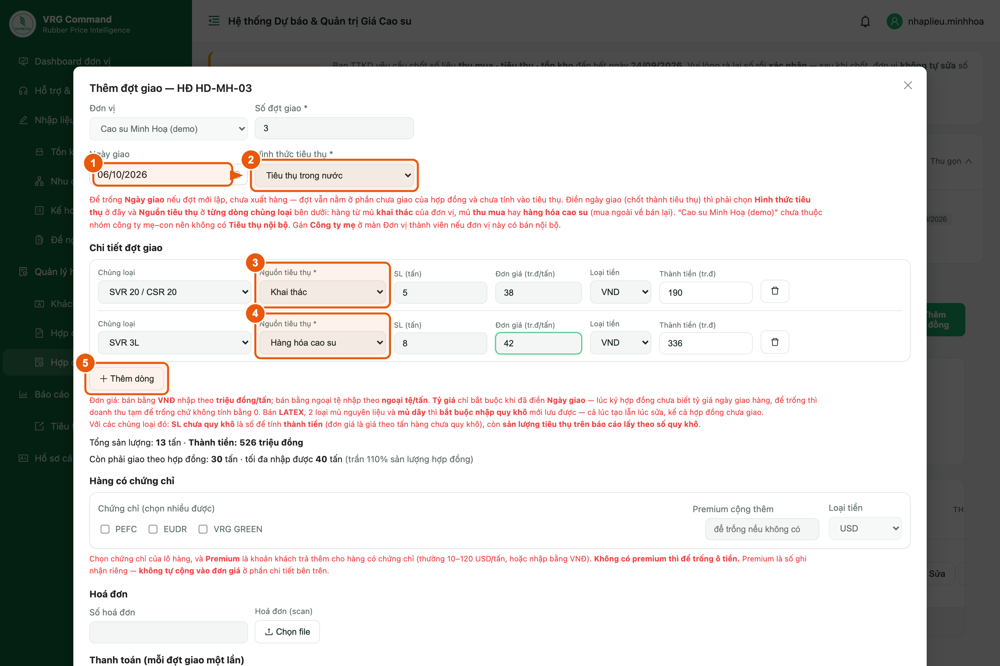 VRG Command
Rubber Price Intelligence
Hệ thống Dự báo & Quản trị Giá Cao su
nhaplieu.minhhoa
Dashboard đơn vị
Ban TTKD yêu cầu chốt số liệu thu mua · tiêu thụ · tồn kho đến hết ngày 24/09/2026. Vui lòng rà lại số rồi xác nhận — sau khi chốt, đơn vị không tự sửa số
Hỗ trợ &
Nhập liệu
Tồn k
Nhu c
Kế ho
Đề ng
Quản lý h
Khách
Hợp
Hợp
Báo cáo
Tiêu t
Hồ sơ cá
Thu gọn
9/2026
Thêm
đồng
TH.
Sửa
Thêm đợt giao — HĐ HD-MH-03
Đơn vị
Số đợt giao *
Cao su Minh Hoạ (demo)
3
Ngày giao
Hình thức tiêu thụ *
1
2
06/10/2026
Tiêu thụ trong nước
Để trống Ngày giao nếu đợt mới lập, chưa xuất hàng — đợt vẫn nằm ở phần chưa giao của hợp đồng và chưa tính vào tiêu thụ. Điền ngày giao (chốt thành tiêu thụ) thì phải chọn Hình thức tiêu
thụ ở đây và Nguồn tiêu thụ ở từng dòng chủng loại bên dưới: hàng từ mủ khai thác của đơn vị, mủ thu mua hay hàng hóa cao su (mua ngoài về bán lại). “Cao su Minh Hoạ (demo)” chưa thuộc
nhóm công ty mẹ–con nên không có Tiêu thụ nội bộ. Gán Công ty mẹ ở màn Đơn vị thành viên nếu đơn vị này có bán nội bộ.
Chi tiết đợt giao
3
Chủng loại
Nguồn tiêu thụ *
SL (tấn)
Đơn giá (tr.đ/tấn)
Loại tiền
Thành tiền (tr.đ)
SVR 20 / CSR 20
Khai thác
5
38
VND
190
4
Chủng loại
Nguồn tiêu thụ *
SL (tấn)
Đơn giá (tr.đ/tấn)
Loại tiền
Thành tiền (tr.đ)
SVR 3L
Hàng hóa cao su
8
42
VND
336
5
Thêm dòng
Đơn giá: bán bằng VNĐ nhập theo triệu đồng/tấn; bán bằng ngoại tệ nhập theo ngoại tệ/tấn. Tỷ giá chỉ bắt buộc khi đã điền Ngày giao — lúc ký hợp đồng chưa biết tỷ giá ngày giao hàng, để trống thì
doanh thu tạm để trống chứ không tính bằng 0. Bán LATEX, 2 loại mủ nguyên liệu và mủ dây thì bắt buộc nhập quy khô mới lưu được — cả lúc tạo lẫn lúc sửa, kể cả hợp đồng chưa giao.
Với các chủng loại đó: SL chưa quy khô là số để tính thành tiền (đơn giá là giá theo tấn hàng chưa quy khô), còn sản lượng tiêu thụ trên báo cáo lấy theo số quy khô.
Tổng sản lượng: 13 tấn · Thành tiền: 526 triệu đồng
Còn phải giao theo hợp đồng: 30 tấn · tối đa nhập được 40 tấn (trần 110% sản lượng hợp đồng)
Hàng có chứng chỉ
Chứng chỉ (chọn nhiều được)
Premium cộng thêm
Loại tiền
PEFC
EUDR
VRG GREEN
để trống nếu không có
USD
Chọn chứng chỉ của lô hàng, và Premium là khoản khách trả thêm cho hàng có chứng chỉ (thường 10–120 USD/tấn, hoặc nhập bằng VNĐ). Không có premium thì để trống ô tiền. Premium là số ghi
nhận riêng — không tự cộng vào đơn giá ở phần chi tiết bên trên.
Hoá đơn
Số hoá đơn
Hoá đơn (scan)
Chọn file
Thanh toán (mỗi đợt giao một lần)